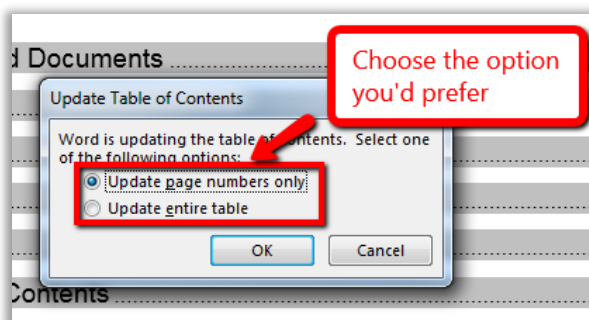 d Documents
Choose the option
you'd prefer
Update Table of Contents
Word is updating the table of contents. Select one
of the following options:
Update page numbers only
Update entire table
OK Cancel
Contents